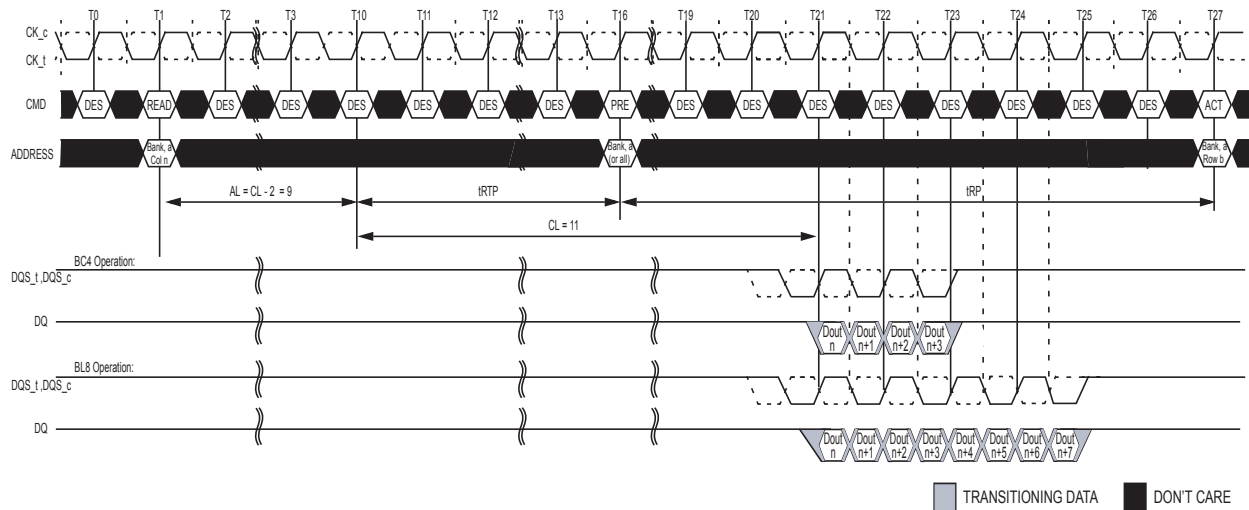 T0 T1 T2 T3 T10 T11 T12 T13 T16 T19 T20 T21 T22 T23 T24 T25 T26 T27
CK_c
CK_t
CMD DES READ DES DES DES DES DES DES PRE DES DES DES DES DES DES DES DES ACT
ADDRESS
Bank, a
Col n
Bank, a
(or all)
Bank, a
Row b
AL = CL - 2 = 9
tRTP
tRP
CL = 11
BC4 Operation:
DQS_t ,DQS_c
DQ
Dout n
Dout n+1
Dout n+2
Dout n+3
BL8 Operation:
DQS_t ,DQS_c
DQ
Dout n
Dout n+1
Dout n+2
Dout n+3
Dout n+4
Dout n+5
Dout n+6
Dout n+7
TRANSITIONING DATA
DON'T CARE